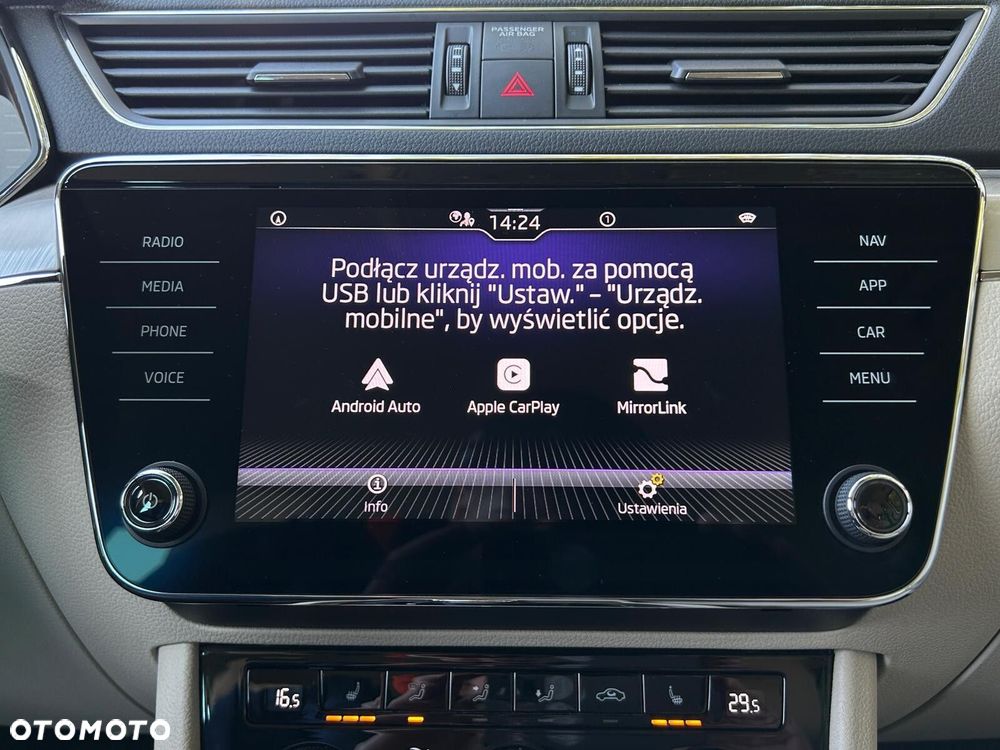 PASSENGER
AIR BAG
RADIO
MEDIA
PHONE
VOICE
14:24
1
Podłącz urządz. mob. za pomocą
USB lub kliknij "Ustaw." - "Urządz.
mobilne", by wyświetlić opcje.
Android Auto
Apple CarPlay
MirrorLink
Info
Ustawienia
NAV
APP
CAR
MENU
16.5
29.5
OTOMOTO